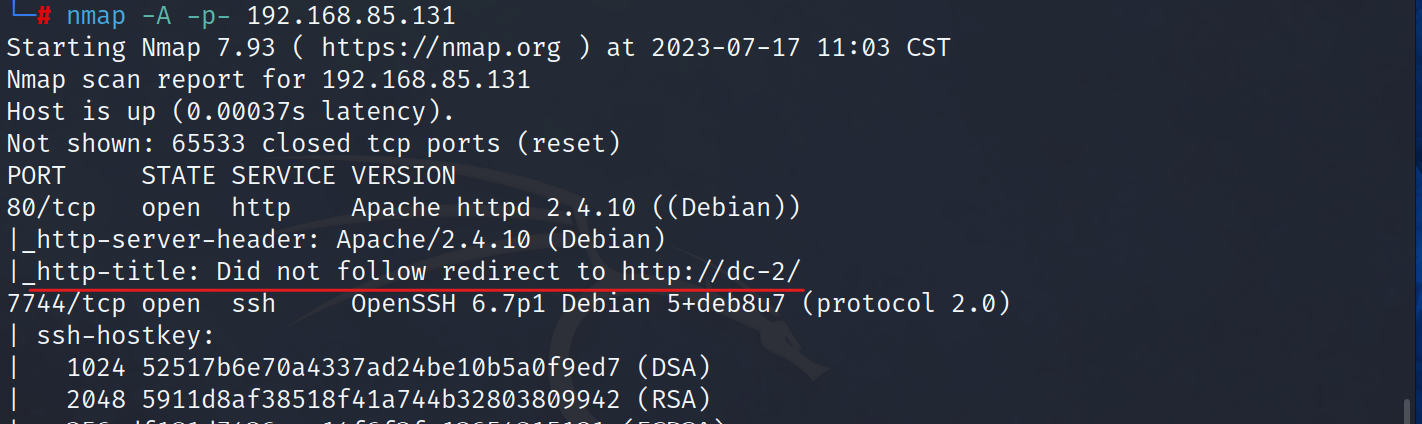 └─# nmap -A -p- 192.168.85.131
Starting Nmap 7.93 ( https://nmap.org ) at 2023-07-17 11:03 CST
Nmap scan report for 192.168.85.131
Host is up (0.00037s latency).
Not shown: 65533 closed tcp ports (reset)
PORT     STATE SERVICE VERSION
80/tcp   open  http    Apache httpd 2.4.10 ((Debian))
|_http-server-header: Apache/2.4.10 (Debian)
|_http-title: Did not follow redirect to http://dc-2/
7744/tcp open  ssh     OpenSSH 6.7p1 Debian 5+deb8u7 (protocol 2.0)
| ssh-hostkey:
|   1024 52517b6e70a4337ad24be10b5a0f9ed7 (DSA)
|   2048 5911d8af38518f41a744b32803809942 (RSA)